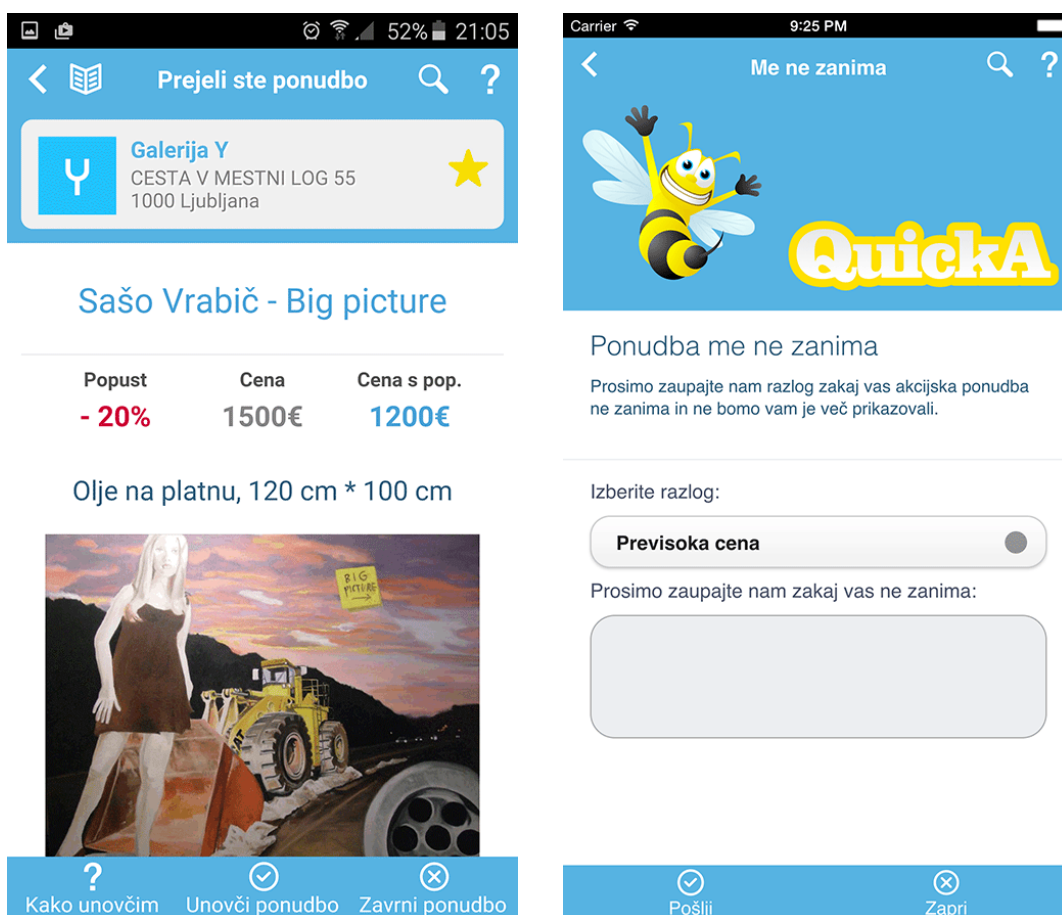 52% 21:05
Prejeli ste ponudbo
?
Y
Galerija Y
CESTA V MESTNI LOG 55
1000 Ljubljana
Sašo Vrabič - Big picture
Popust Cena Cena s pop.
- 20% 1500€ 1200€
Olje na platnu, 120 cm * 100 cm
BIG
PICTURE
CAT
?
Kako unovčim Unovči ponudbo Zavrni ponudbo
Carrier 9:25 PM
Me ne zanima
?
QuickA
Ponudba me ne zanima
Prosimo zaupajte nam razlog zakaj vas akcijska ponudba
ne zanima in ne bomo vam je več prikazovali.
Izberite razlog:
Previsoka cena
Prosimo zaupajte nam zakaj vas ne zanima:
Pošlji Zapri